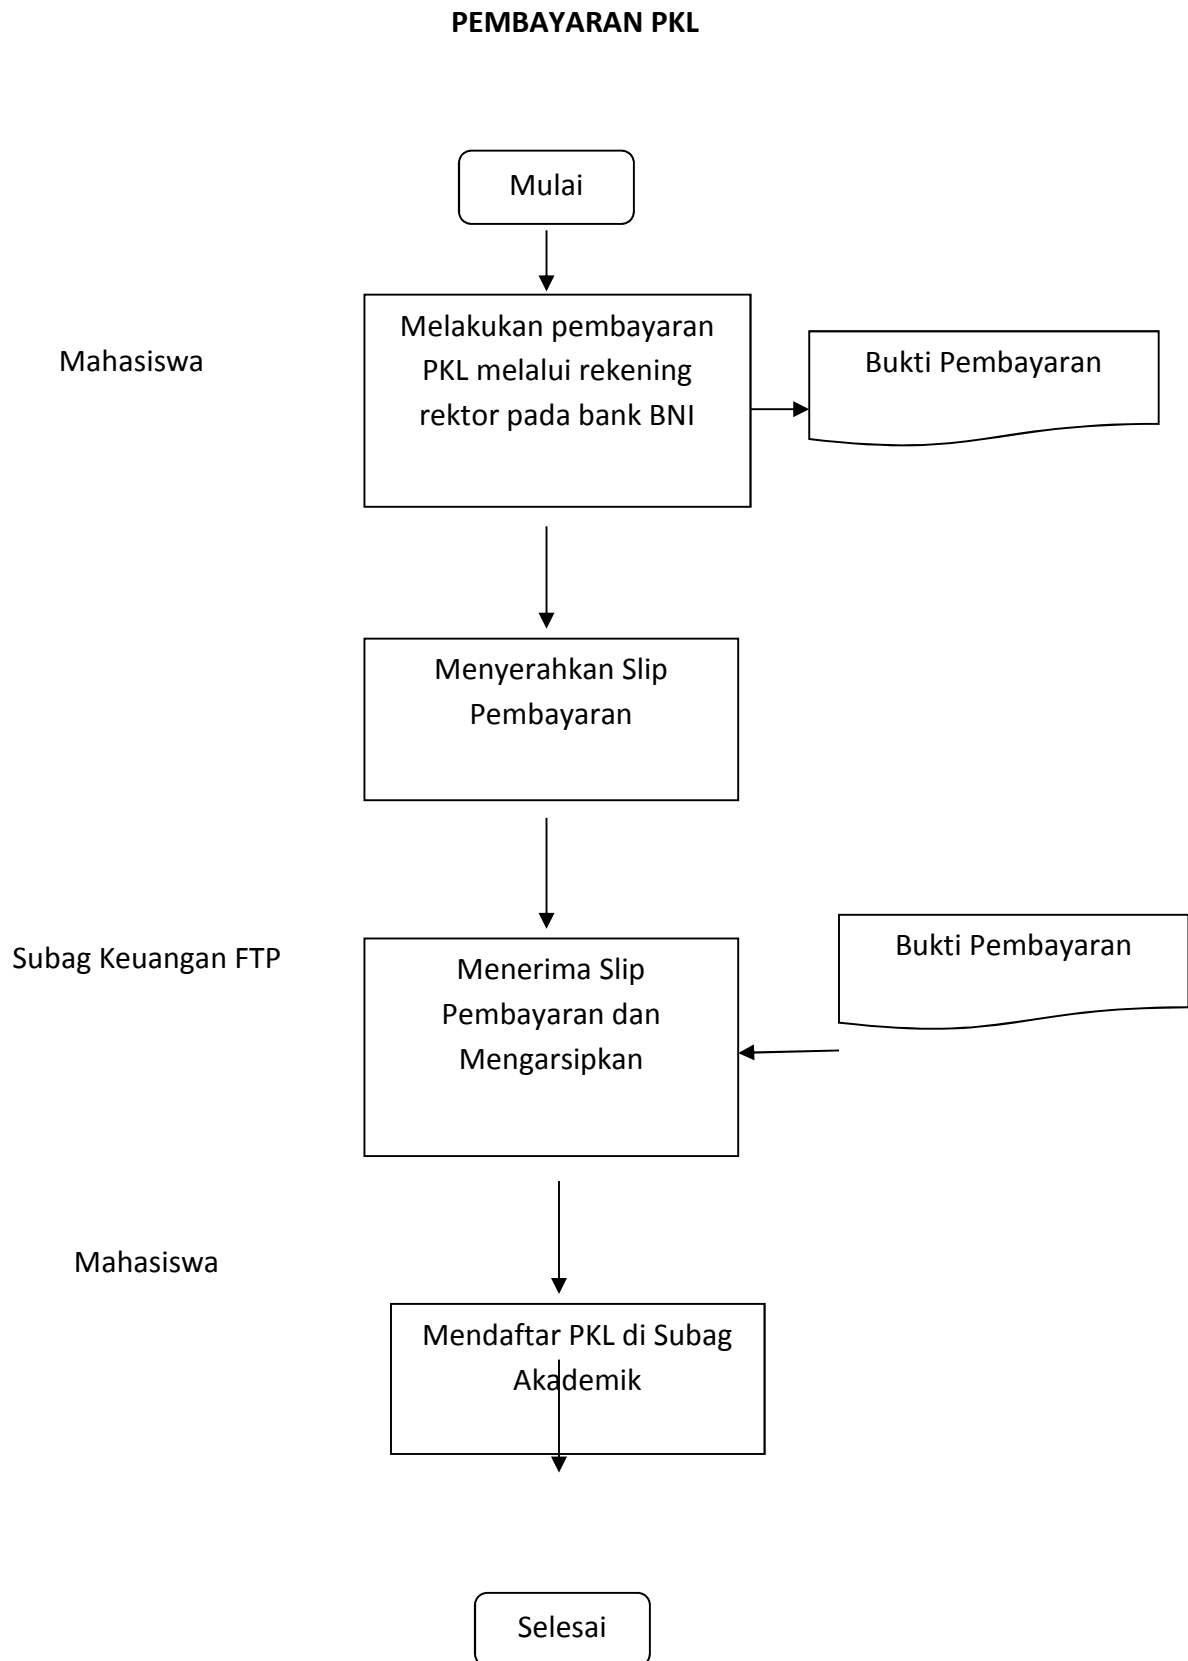 PEMBAYARAN PKL
Mulai
Mahasiswa
Melakukan pembayaran
PKL melalui rekening
rektor pada bank BNI
Bukti Pembayaran
Menyerahkan Slip
Pembayaran
Subag Keuangan FTP
Menerima Slip
Pembayaran dan
Mengarsipkan
Bukti Pembayaran
Mahasiswa
Mendaftar PKL di Subag
Akademik
Selesai